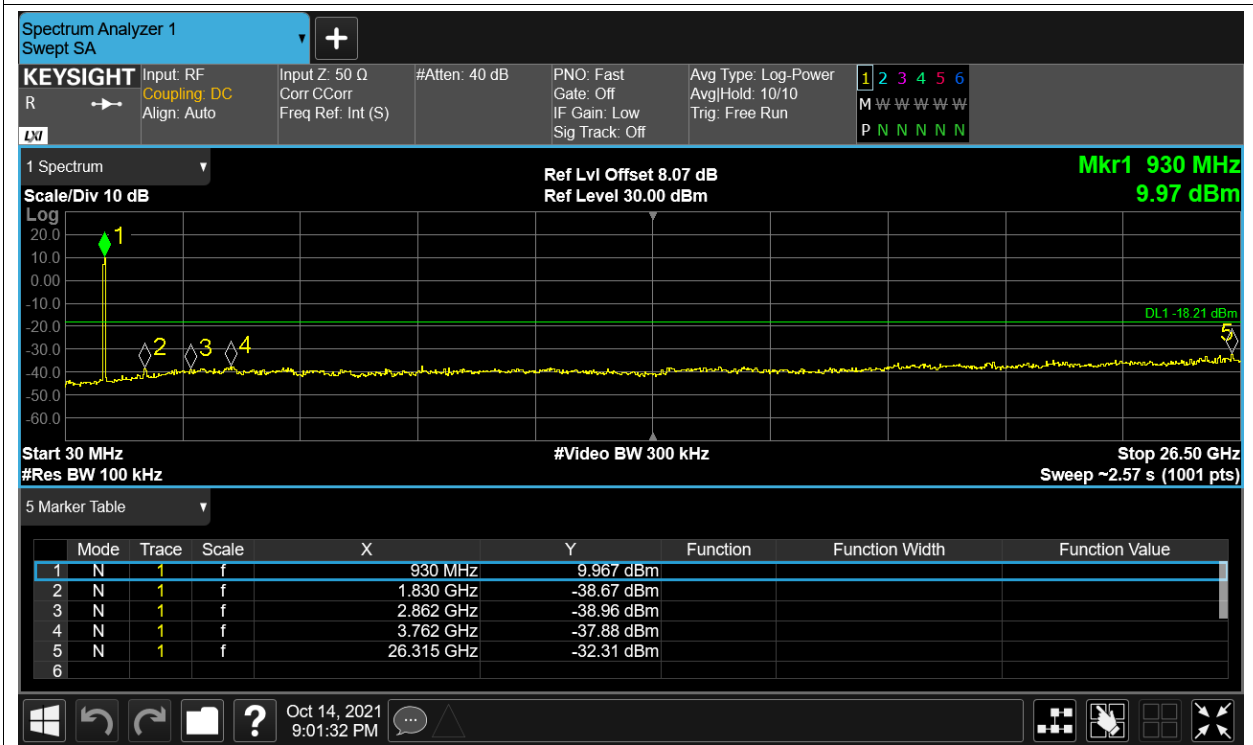 Spectrum Analyzer 1
Swept SA
KEYSIGHT Input: RF Input Z: 50 Ω #Atten: 40 dB PNO: Fast Avg Type: Log-Power 1 2 3 4 5 6
R Coupling: DC Corr CCorr Gate: Off Avg|Hold: 10/10 M W W W W W
Align: Auto Freq Ref: Int (S) IF Gain: Low Trig: Free Run
LXI Sig Track: Off P N N N N N
1 Spectrum Ref Lvl Offset 8.07 dB Mkr1 930 MHz
Scale/Div 10 dB Ref Level 30.00 dBm 9.97 dBm
Log
20.0
1
10.0
0.00
-10.0
DL1 -18.21 dBm
-20.0
2 3 4 5
-30.0
-40.0
-50.0
-60.0
Start 30 MHz #Video BW 300 kHz Stop 26.50 GHz
#Res BW 100 kHz Sweep ~2.57 s (1001 pts)
5 Marker Table
Mode Trace Scale X Y Function Function Width Function Value
1 N 1 f 930 MHz 9.967 dBm
2 N 1 f 1.830 GHz -38.67 dBm
3 N 1 f 2.862 GHz -38.96 dBm
4 N 1 f 3.762 GHz -37.88 dBm
5 N 1 f 26.315 GHz -32.31 dBm
6
? Oct 14, 2021
9:01:32 PM